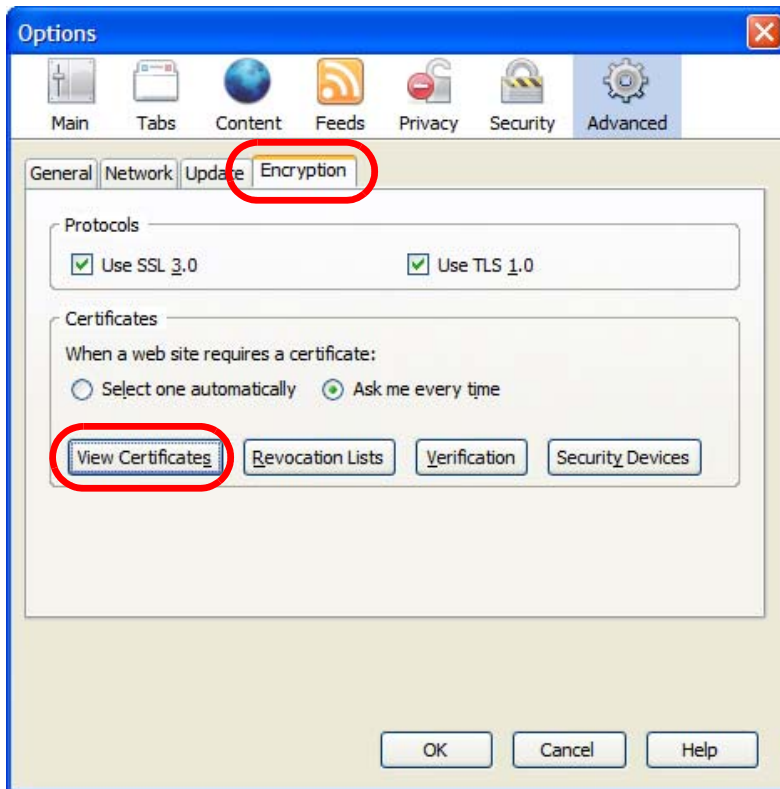 Options
Main Tabs Content Feeds Privacy Security Advanced
General Network Update Encryption
Protocols
Use SSL 3.0 Use TLS 1.0
Certificates
When a web site requires a certificate:
Select one automatically Ask me every time
View Certificates Revocation Lists Verification Security Devices
OK Cancel Help